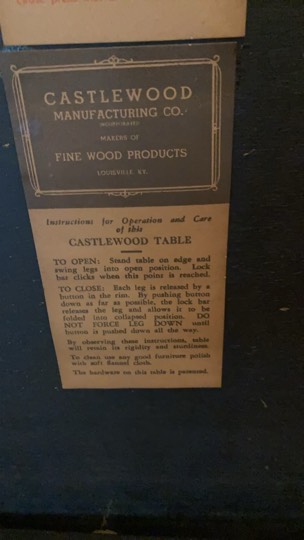 CASTLEWOOD
MANUFACTURING CO.
INCORPORATED
MAKERS OF
FINE WOOD PRODUCTS
LOUISVILLE KY.
Instructions for Operation and Care
of this
CASTLEWOOD TABLE
TO OPEN: Stand table on edge and
swing legs into open position. Lock
bar clicks when this point is reached.
TO CLOSE: Each leg is released by a
button in the rim. By pushing button
down as far as possible, the lock bar
releases the leg and allows it to be
folded into collapsed position. DO
NOT FORCE LEG DOWN until
button is pushed down all the way.
By observing these instructions, table
will retain its rigidity and sturdiness.
To clean use any good furniture polish
with soft flannel cloth.
The hardware on this table is patented.